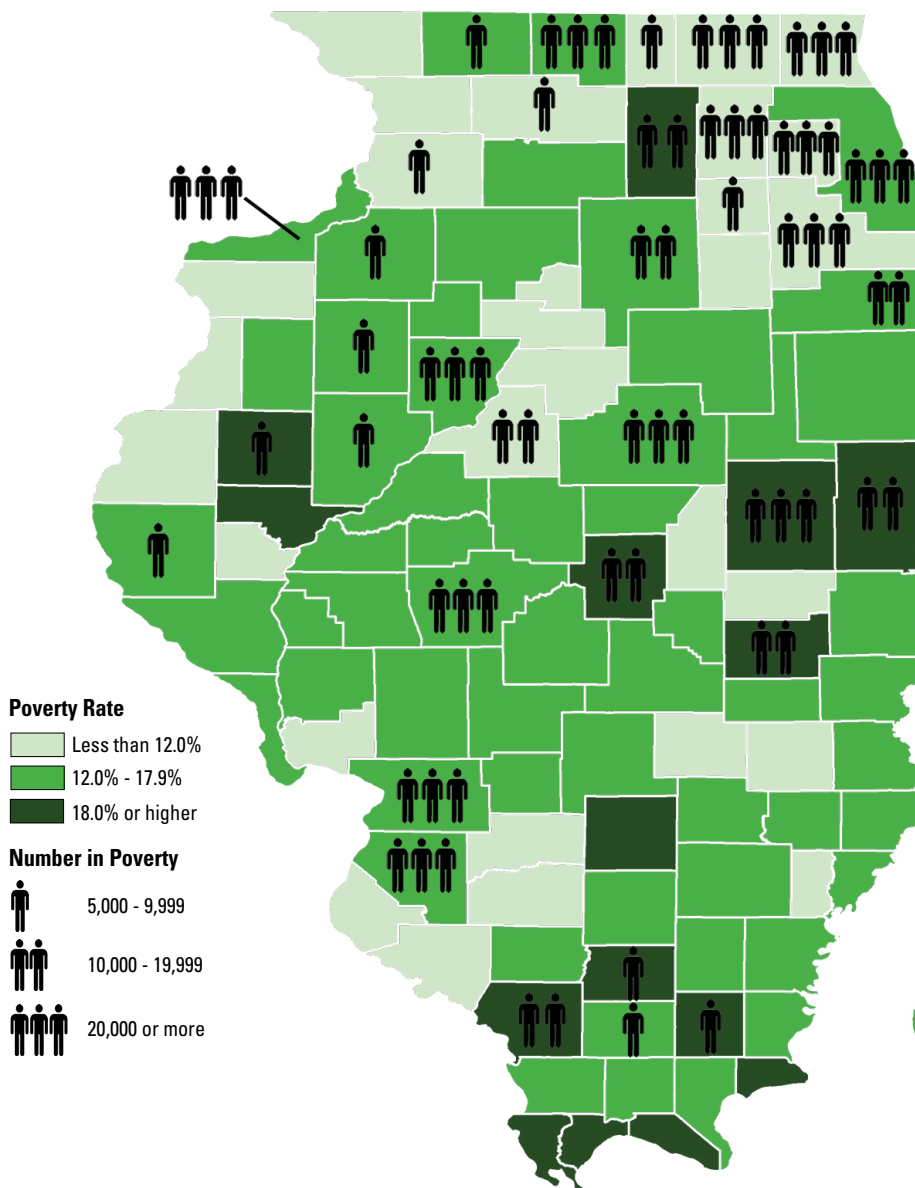 Poverty Rate
Less than 12.0%
12.0% - 17.9%
18.0% or higher
Number in Poverty
5,000 - 9,999
10,000 - 19,999
20,000 or more